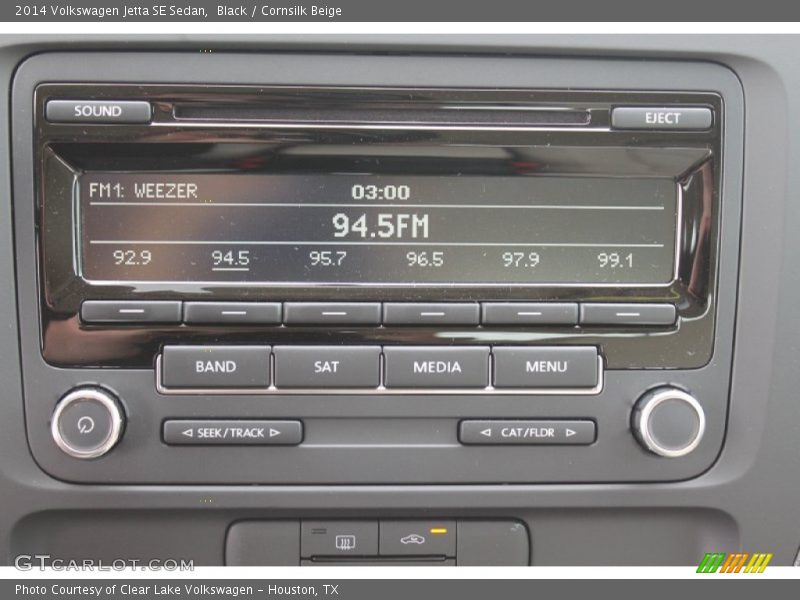 2014 Volkswagen Jetta SE Sedan,  Black / Cornsilk Beige
SOUND
EJECT
FM1: WEEZER 03:00
94.5FM
92.9 94.5 95.7 96.5 97.9 99.1
BAND SAT MEDIA MENU
SEEK/TRACK
CAT/FLDR
GTCARLOT.COM
Photo Courtesy of Clear Lake Volkswagen – Houston, TX